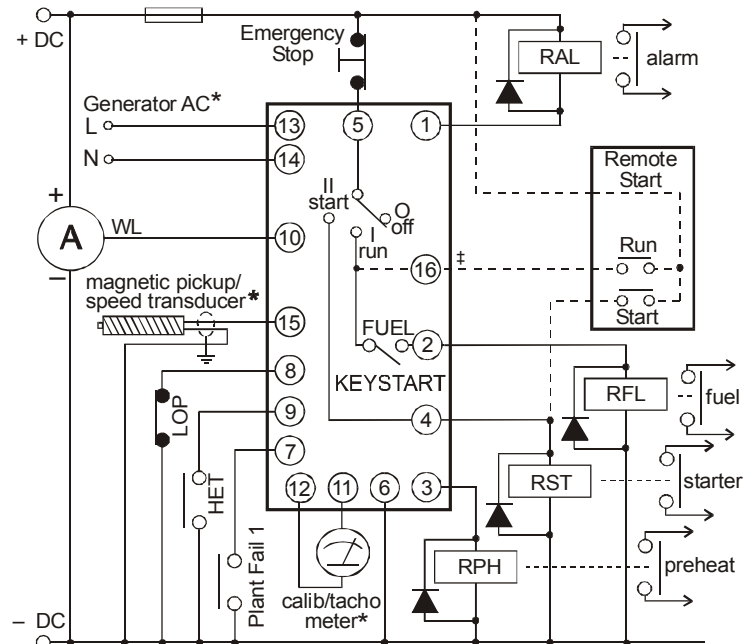 + DC
Emergency
Stop
RAL
alarm
Generator AC*
L
N
13
14
5
1
Remote
Start
II
start
O
off
I
run
+
A
–
WL
10
16
‡
Run
Start
magnetic pickup/
speed transducer*
15
FUEL
2
KEYSTART
8
LOP
9
HET
7
Plant Fail 1
4
RFL
fuel
RST
starter
12
11
6
3
RPH
preheat
calib/tacho
meter*
– DC